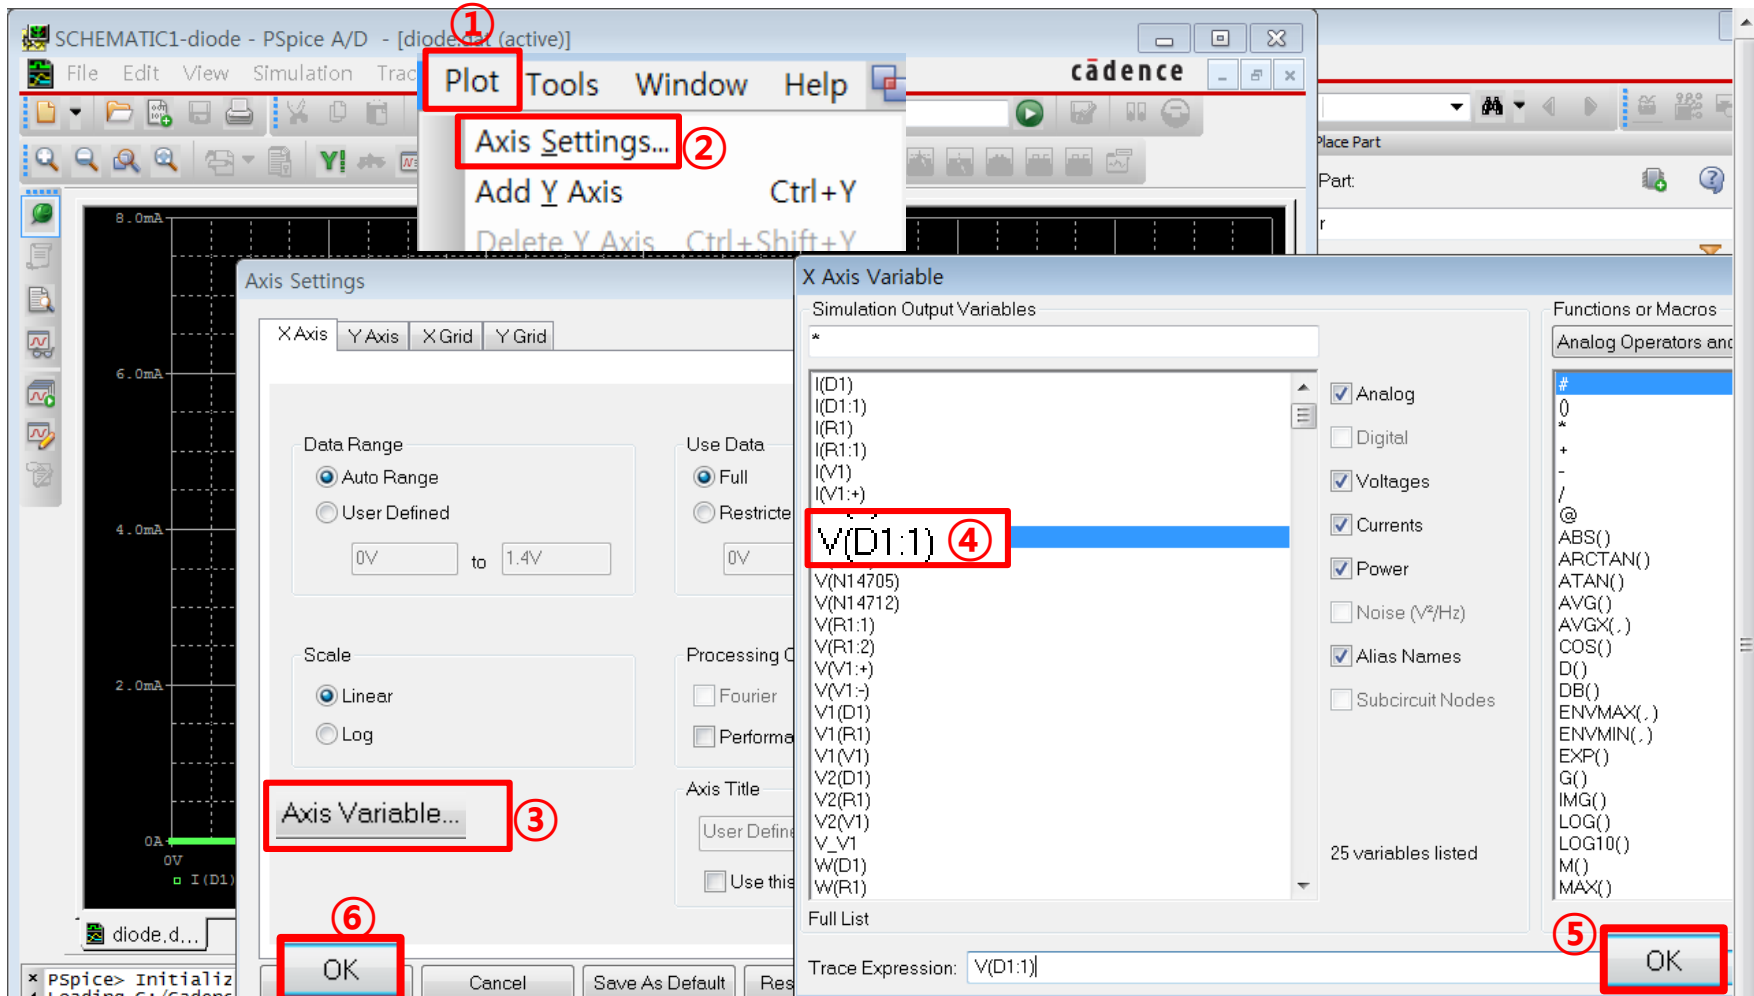 ①
SCHEMATIC1-diode - PSpice A/D - [diode.dat (active)]
File Edit View Simulation Trac
Plot Tools Window Help
cādence
Axis Settings... ②
Add Y Axis Ctrl+Y
Delete Y Axis Ctrl+Shift+Y
Place Part
Part:
r
8.0mA
6.0mA
4.0mA
2.0mA
0A
0V
I(D1)
Axis Settings
X Axis Y Axis X Grid Y Grid
Data Range
Auto Range
User Defined
0V to 1.4V
Use Data
Full
Restricte
0V
Scale
Linear
Log
Processing
Fourier
Performa
Axis Variable... ③
Axis Title
User Define
Use this
⑥
OK Cancel Save As Default Res
X Axis Variable
Simulation Output Variables
*
I(D1)
I(D1:1)
I(R1)
I(R1:1)
I(V1)
I(V1:+)
V(D1:1) ④
V(N14705)
V(N14712)
V(R1:1)
V(R1:2)
V(V1:+)
V(V1:-)
V1(D1)
V1(R1)
V1(V1)
V2(D1)
V2(R1)
V2(V1)
V_V1
W(D1)
W(R1)
Analog
Digital
Voltages
Currents
Power
Noise (V²/Hz)
Alias Names
Subcircuit Nodes
25 variables listed
Functions or Macros
Analog Operators and
#
()
*
+
-
/
@
ABS()
ARCTAN()
ATAN()
AVG()
AVGX(,)
COS()
D()
DB()
ENVMAX(,)
ENVMIN(,)
EXP()
G()
IMG()
LOG()
LOG10()
M()
MAX()
Full List
Trace Expression: V(D1:1)
⑤
OK
diode.d...
PSpice> Initializ
Loading C:/Cadenc